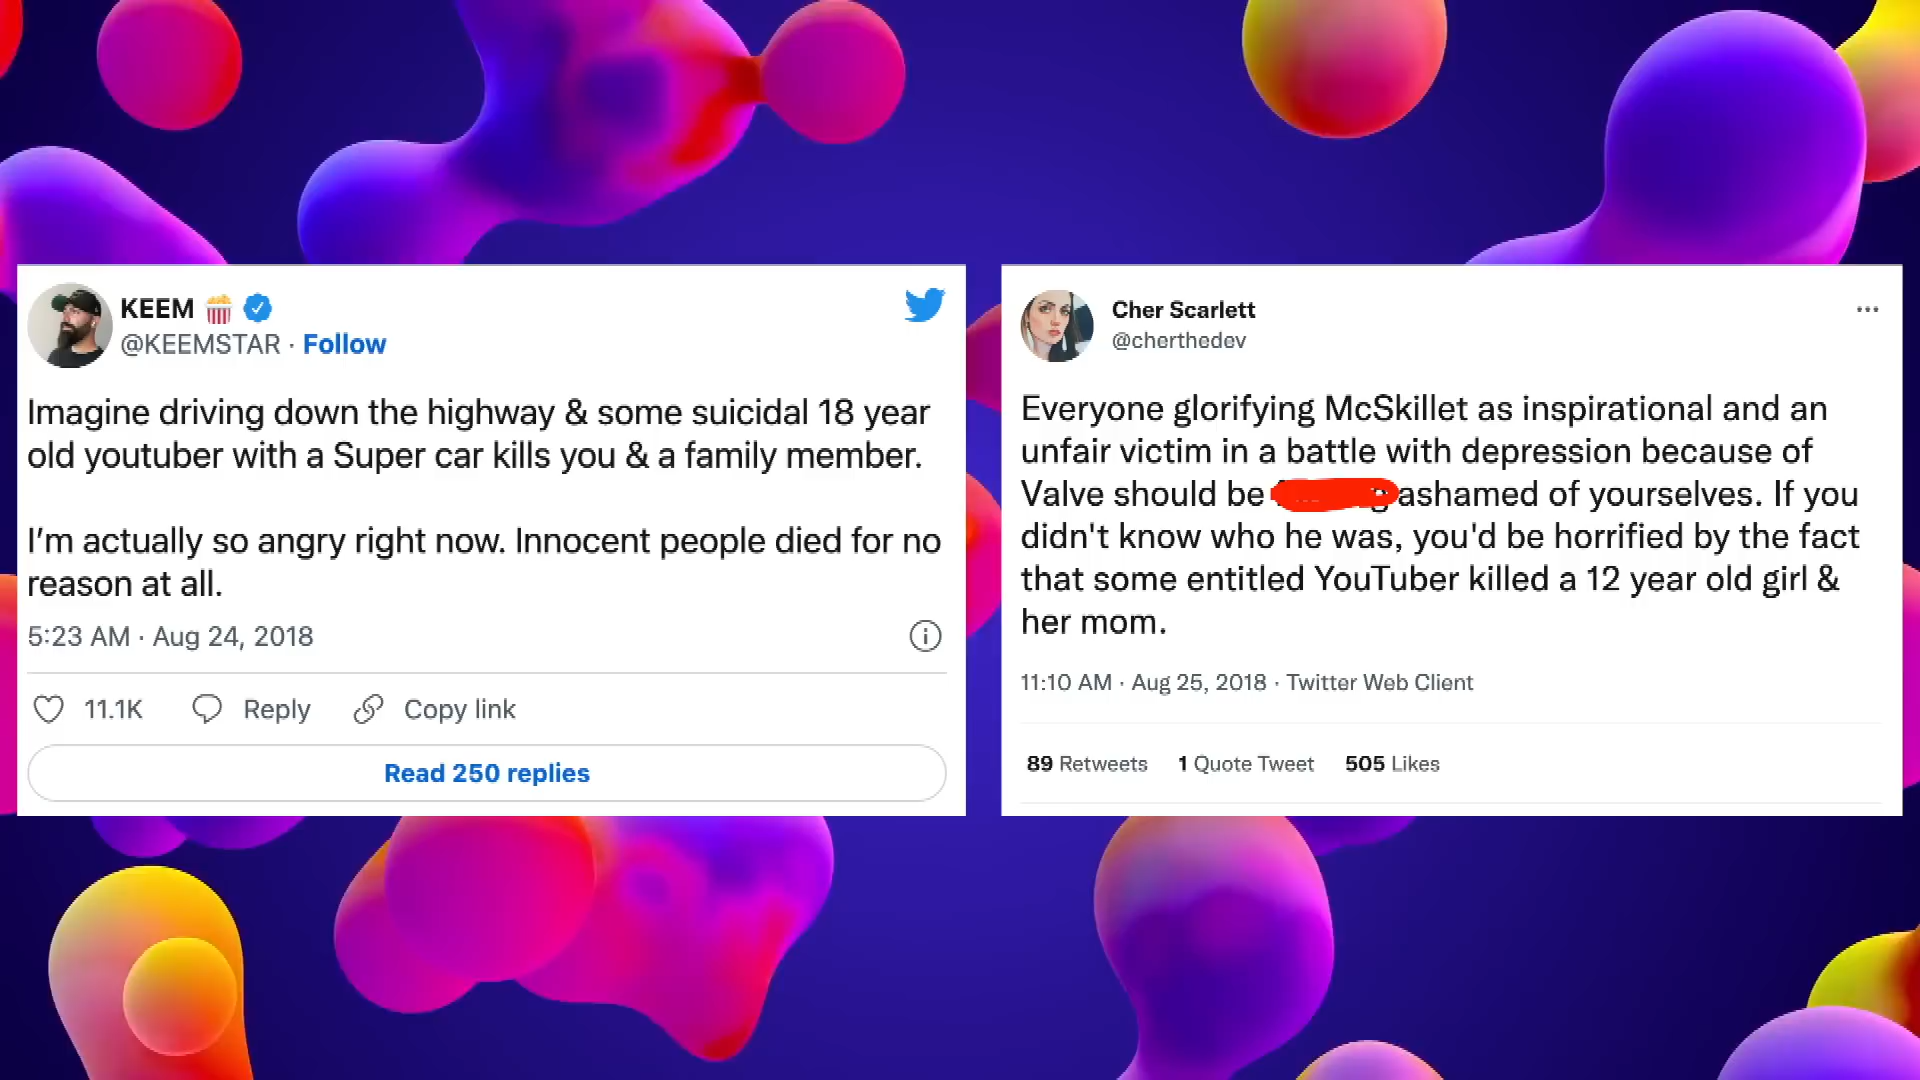 KEEM
@KEEMSTAR · Follow
Imagine driving down the highway & some suicidal 18 year
old youtuber with a Super car kills you & a family member.
I'm actually so angry right now. Innocent people died for no
reason at all.
5:23 AM · Aug 24, 2018
11.1K Reply Copy link
Read 250 replies
Cher Scarlett
@cherthedev
Everyone glorifying McSkillet as inspirational and an
unfair victim in a battle with depression because of
Valve should be ashamed of yourselves. If you
didn't know who he was, you'd be horrified by the fact
that some entitled YouTuber killed a 12 year old girl &
her mom.
11:10 AM · Aug 25, 2018 · Twitter Web Client
89 Retweets 1 Quote Tweet 505 Likes